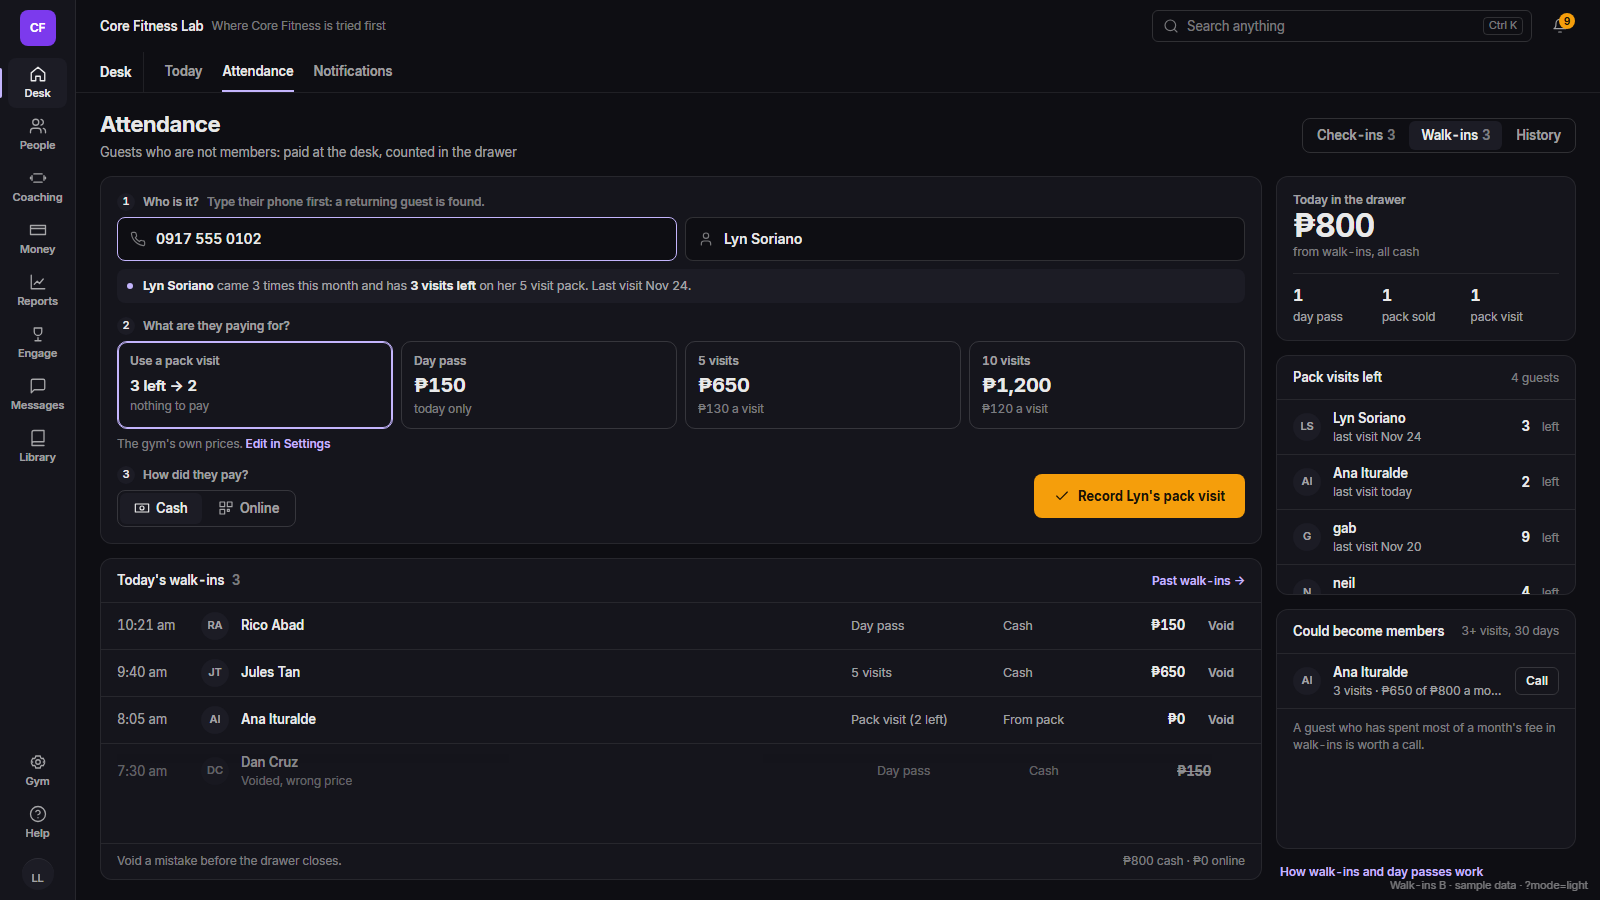 CF
Core Fitness Lab Where Core Fitness is tried first
Search anything Ctrl K
9
Desk
People
Coaching
Money
Reports
Engage
Messages
Library
Gym
Help
LL
Desk Today Attendance Notifications
Attendance
Guests who are not members: paid at the desk, counted in the drawer
Check-ins 3 Walk-ins 3 History
1 Who is it? Type their phone first: a returning guest is found.
0917 555 0102
Lyn Soriano
Lyn Soriano came 3 times this month and has 3 visits left on her 5 visit pack. Last visit Nov 24.
2 What are they paying for?
Use a pack visit
3 left → 2
nothing to pay
Day pass
₱150
today only
5 visits
₱650
₱130 a visit
10 visits
₱1,200
₱120 a visit
The gym's own prices. Edit in Settings
3 How did they pay?
Cash Online
Record Lyn's pack visit
Today's walk-ins 3 Past walk-ins →
10:21 am RA Rico Abad Day pass Cash ₱150 Void
9:40 am JT Jules Tan 5 visits Cash ₱650 Void
8:05 am AI Ana Ituralde Pack visit (2 left) From pack ₱0 Void
7:30 am DC Dan Cruz Day pass Cash ₱150
Voided, wrong price
Void a mistake before the drawer closes. ₱800 cash · ₱0 online
Today in the drawer
₱800
from walk-ins, all cash
1 1 1
day pass pack sold pack visit
Pack visits left 4 guests
LS Lyn Soriano 3 left
last visit Nov 24
AI Ana Ituralde 2 left
last visit today
G gab 9 left
last visit Nov 20
N neil 4 left
Could become members 3+ visits, 30 days
AI Ana Ituralde Call
3 visits · ₱650 of ₱800 a mo...
A guest who has spent most of a month's fee in
walk-ins is worth a call.
How walk-ins and day passes work
Walk-ins B · sample data · ?mode=light